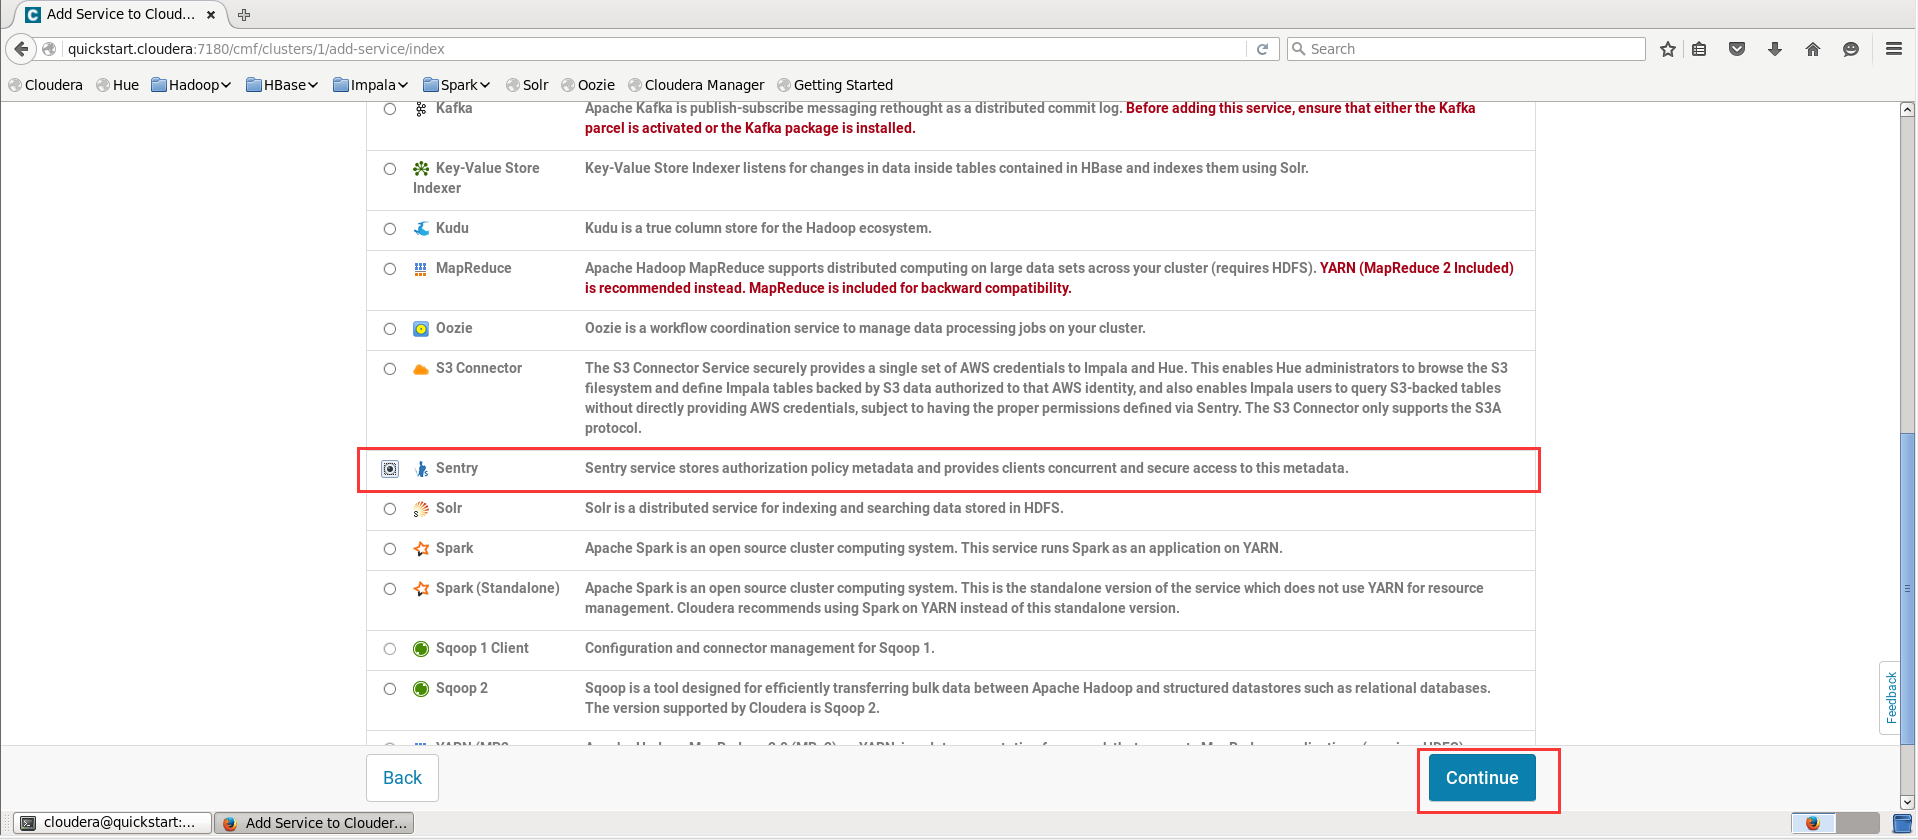 Add Service to Cloud...
quickstart.cloudera:7180/cmf/clusters/1/add-service/index
Search
Cloudera
Hue
Hadoop
HBase
Impala
Spark
Solr
Oozie
Cloudera Manager
Getting Started
Kafka
Apache Kafka is publish-subscribe messaging rethought as a distributed commit log. Before adding this service, ensure that either the Kafka
parcel is activated or the Kafka package is installed.
Key-Value Store
Indexer
Key-Value Store Indexer listens for changes in data inside tables contained in HBase and indexes them using Solr.
Kudu
Kudu is a true column store for the Hadoop ecosystem.
MapReduce
Apache Hadoop MapReduce supports distributed computing on large data sets across your cluster (requires HDFS). YARN (MapReduce 2 Included)
is recommended instead. MapReduce is included for backward compatibility.
Oozie
Oozie is a workflow coordination service to manage data processing jobs on your cluster.
S3 Connector
The S3 Connector Service securely provides a single set of AWS credentials to Impala and Hue. This enables Hue administrators to browse the S3
filesystem and define Impala tables backed by S3 data authorized to that AWS identity, and also enables Impala users to query S3-backed tables
without directly providing AWS credentials, subject to having the proper permissions defined via Sentry. The S3 Connector only supports the S3A
protocol.
Sentry
Sentry service stores authorization policy metadata and provides clients concurrent and secure access to this metadata.
Solr
Solr is a distributed service for indexing and searching data stored in HDFS.
Spark
Apache Spark is an open source cluster computing system. This service runs Spark as an application on YARN.
Spark (Standalone)
Apache Spark is an open source cluster computing system. This is the standalone version of the service which does not use YARN for resource
management. Cloudera recommends using Spark on YARN instead of this standalone version.
Sqoop 1 Client
Configuration and connector management for Sqoop 1.
Sqoop 2
Sqoop is a tool designed for efficiently transferring bulk data between Apache Hadoop and structured datastores such as relational databases.
The version supported by Cloudera is Sqoop 2.
Feedback
Back
Continue
cloudera@quickstart:...
Add Service to Clouder...